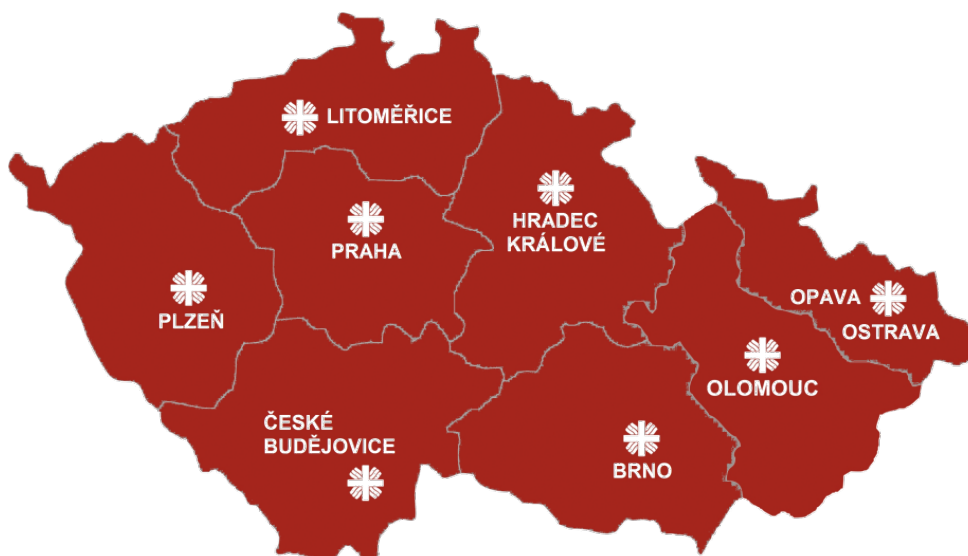 LITOMĚŘICE
HRADEC
KRÁLOVÉ
PRAHA
PLZEŇ
OPAVA
OSTRAVA
OLOMOUC
ČESKÉ
BUDĚJOVICE
BRNO